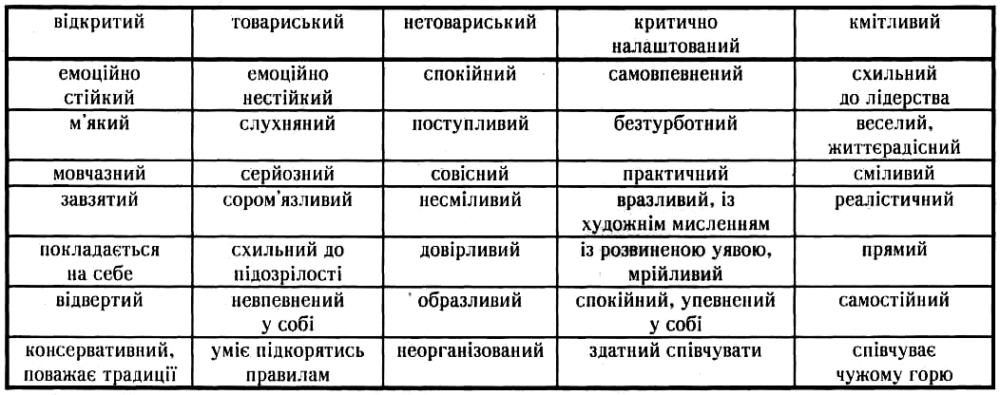 відкритий товариський нетовариський критично налаштований кмітливий
емоційно стійкий емоційно нестійкий спокійний самовпевнений схильний до лідерства
м'який слухняний поступливий безтурботний веселий, життєрадісний
мовчазний серйозний совісний практичний сміливий
завзятий сором'язливий несміливий вразливий, із художнім мисленням реалістичний
покладається на себе схильний до підозрілості довірливий із розвиненою уявою, мрійливий прямий
відвертий невпевнений у собі образливий спокійний, упевнений у собі самостійний
консервативний, поважає традиції уміє підкорятись правилам неорганізований здатний співчувати співчуває чужому горю